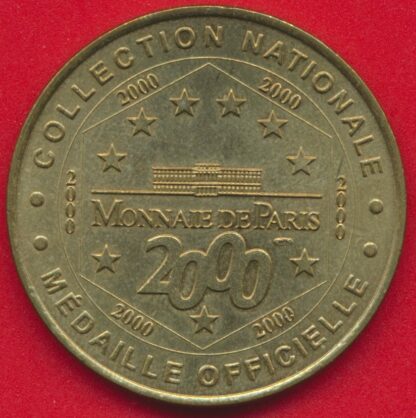 COLLECTION NATIONALE
2000 2000
2000 2000
MONNAIE DE PARIS
2000
2000 2000
MÉDAILLE OFFICIELLE